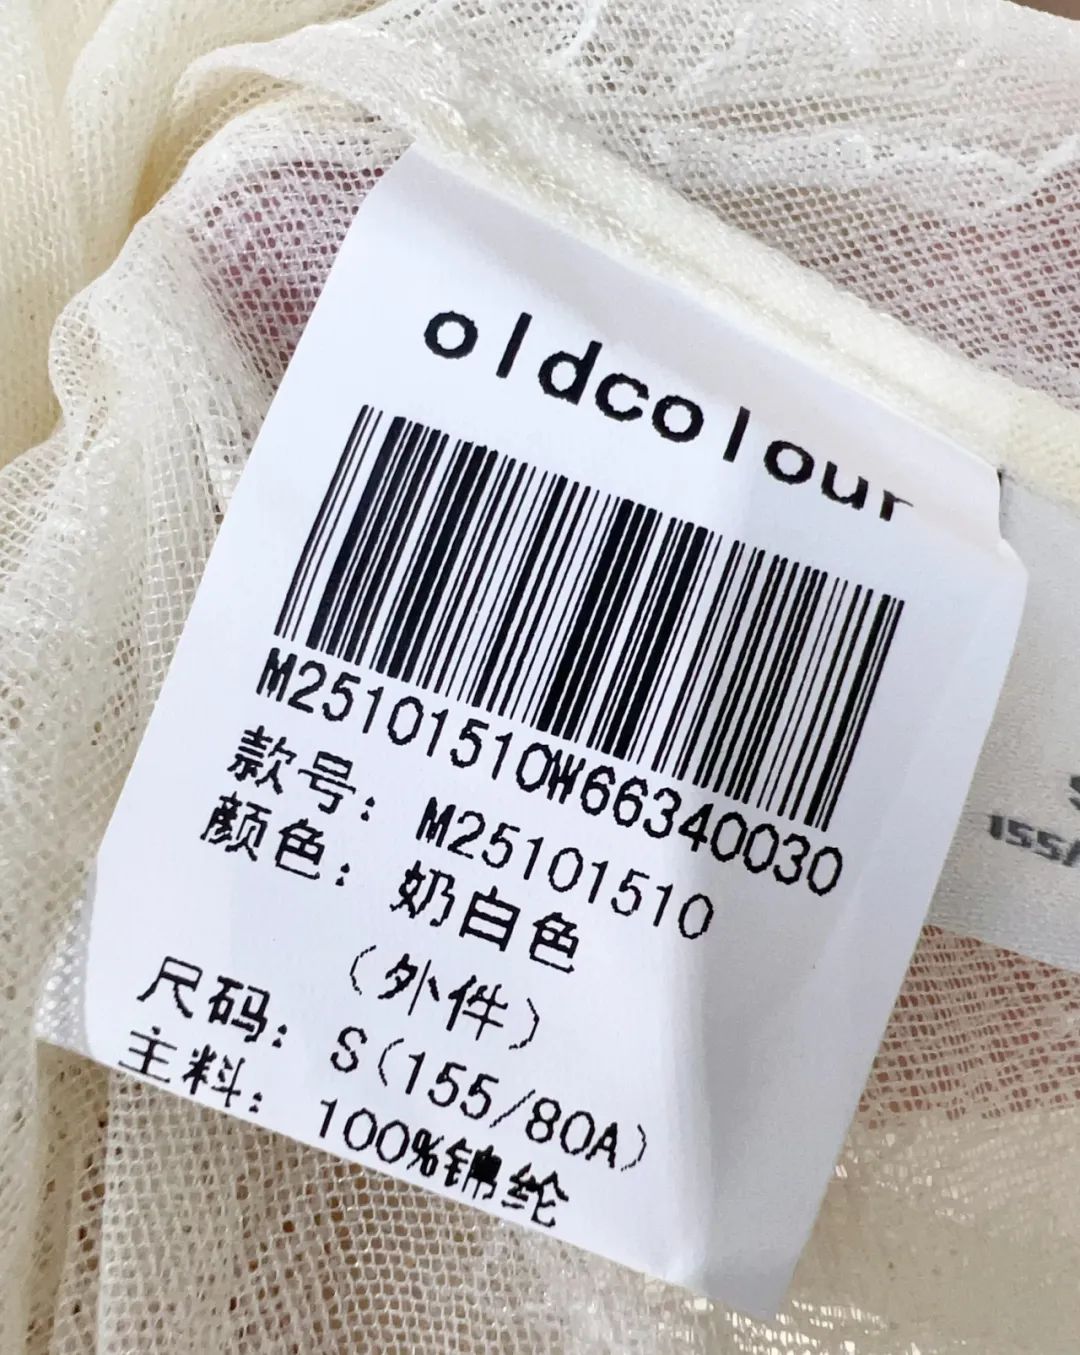 oldcolour
M25101510W66340030
款号: M25101510
颜色: 奶白色
(外件)
尺码: S(155/80A)
主料: 100%锦纶
155/